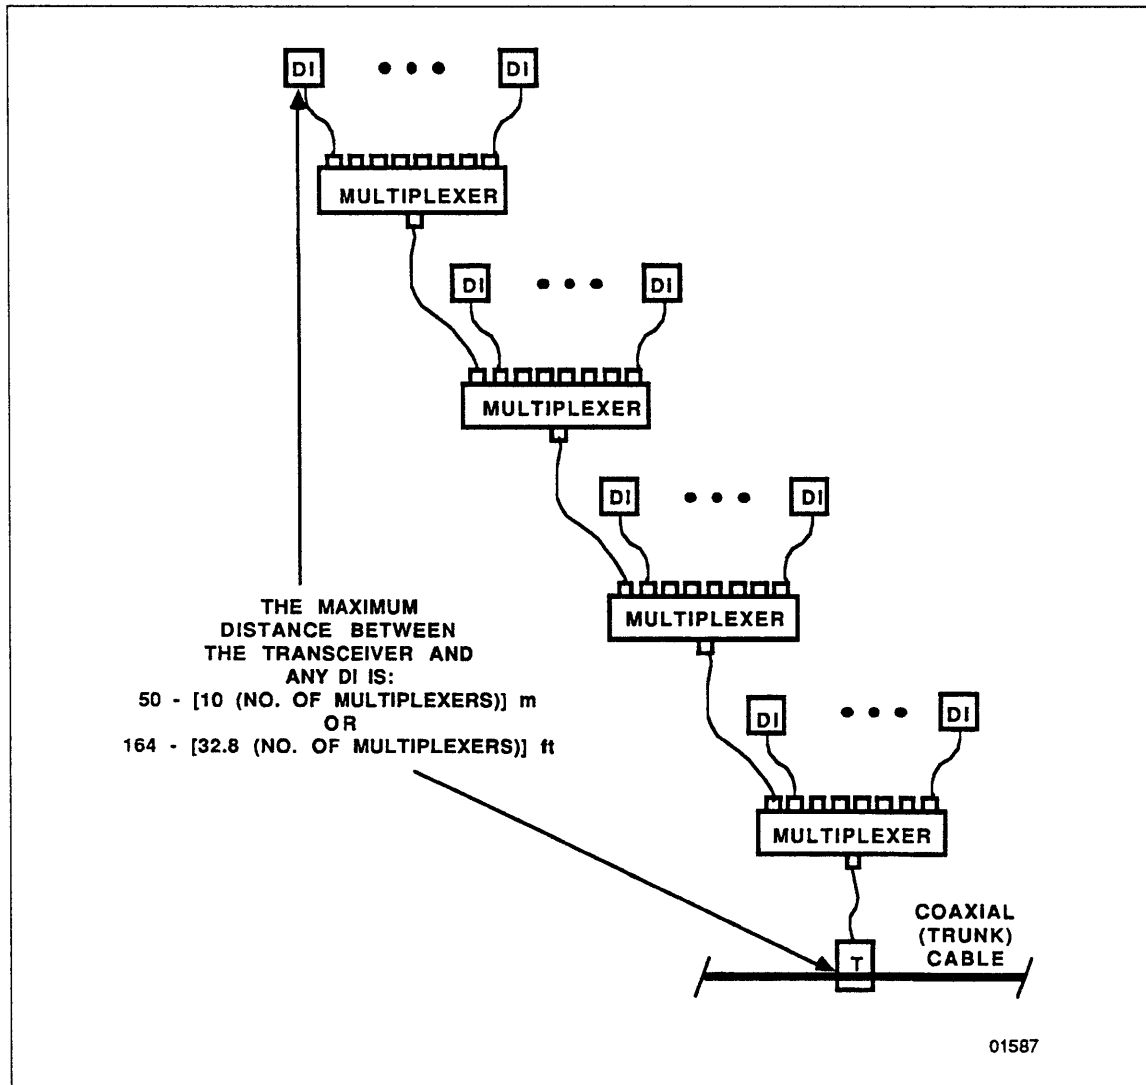 DI
DI
MULTIPLEXER
DI
DI
MULTIPLEXER
DI
DI
MULTIPLEXER
THE MAXIMUM
DISTANCE BETWEEN
THE TRANSCEIVER AND
ANY DI IS:
50 - [10 (NO. OF MULTIPLEXERS)] m
OR
164 - [32.8 (NO. OF MULTIPLEXERS)] ft
DI
DI
MULTIPLEXER
COAXIAL
(TRUNK)
CABLE
T
01587